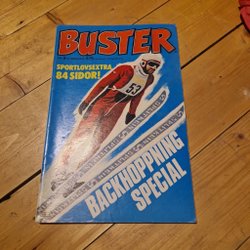 BUSTER
SPORTLOVSEXTRA
84 SIDOR!
53
BACKHOPPNING
SPECIAL